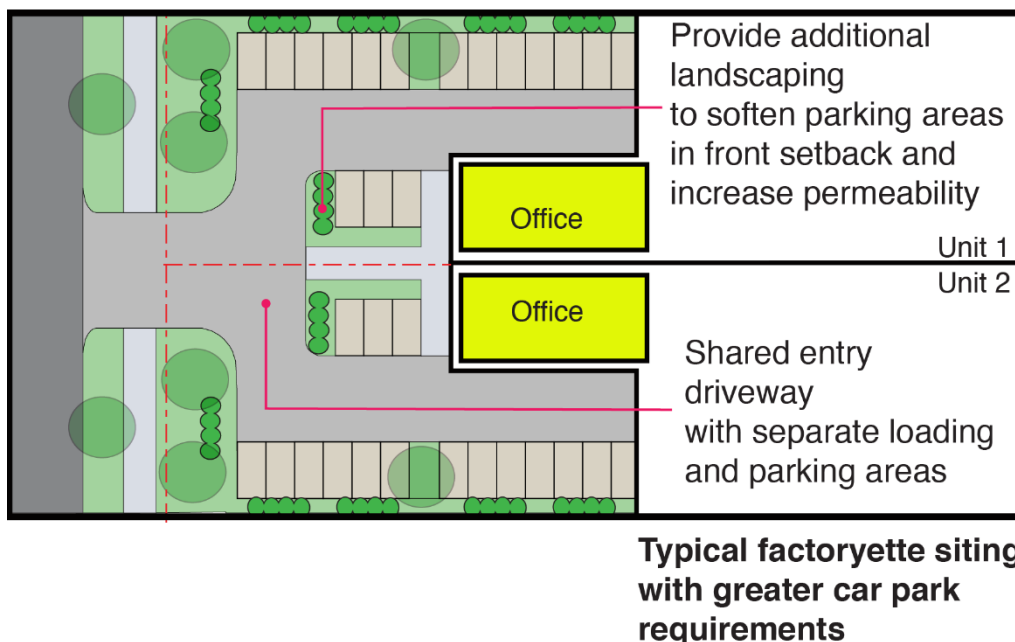 Provide additional
landscaping
to soften parking areas
in front setback and
increase permeability
Office
Unit 1
Unit 2
Office
Shared entry
driveway
with separate loading
and parking areas
Typical factoryette siting
with greater car park
requirements